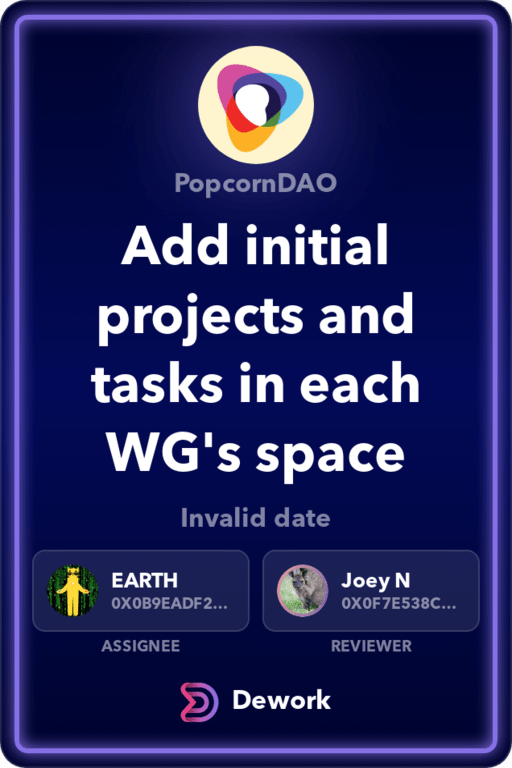 PopcornDAO
Add initial
projects and
tasks in each
WG's space
Invalid date
EARTH
0X0B9EADF2...
Joey N
0X0F7E538C...
ASSIGNEE
REVIEWER
Dework